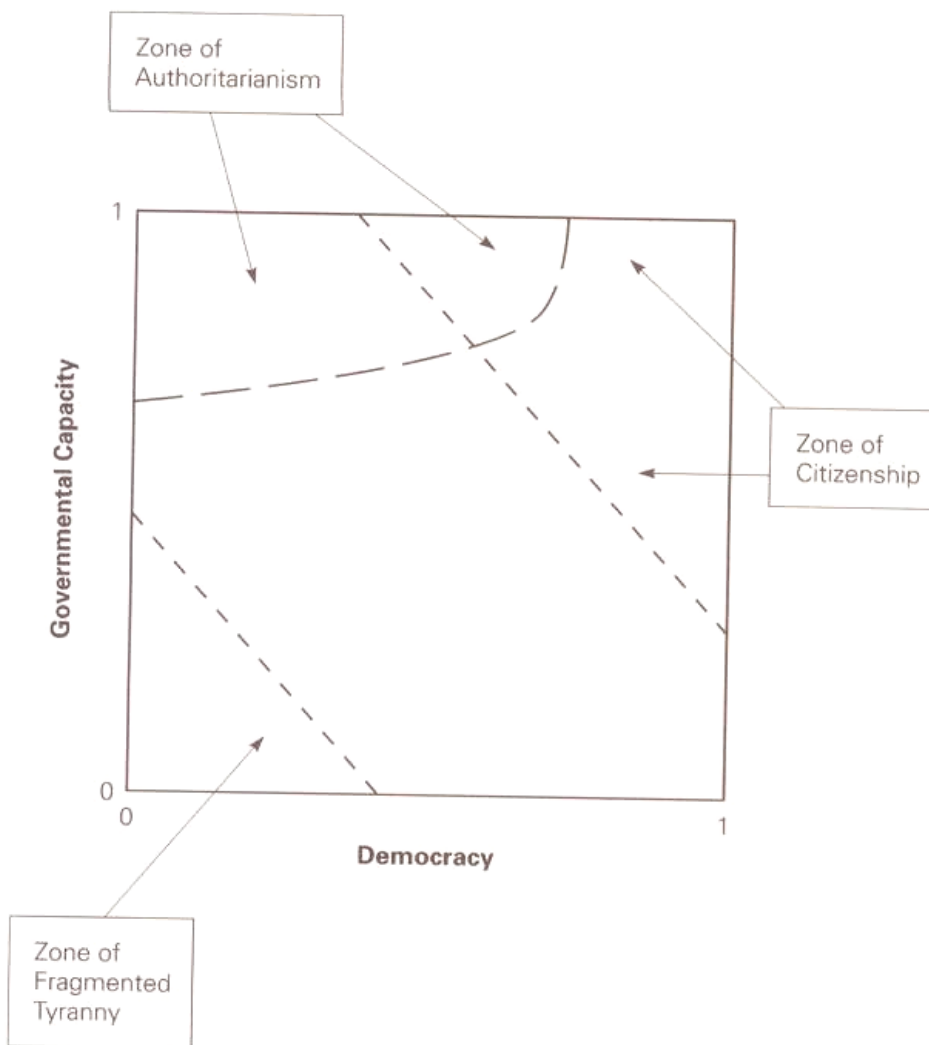 Zone of
Authoritarianism
1
Governmental Capacity
Zone of
Citizenship
0
0
1
Democracy
Zone of
Fragmented
Tyranny